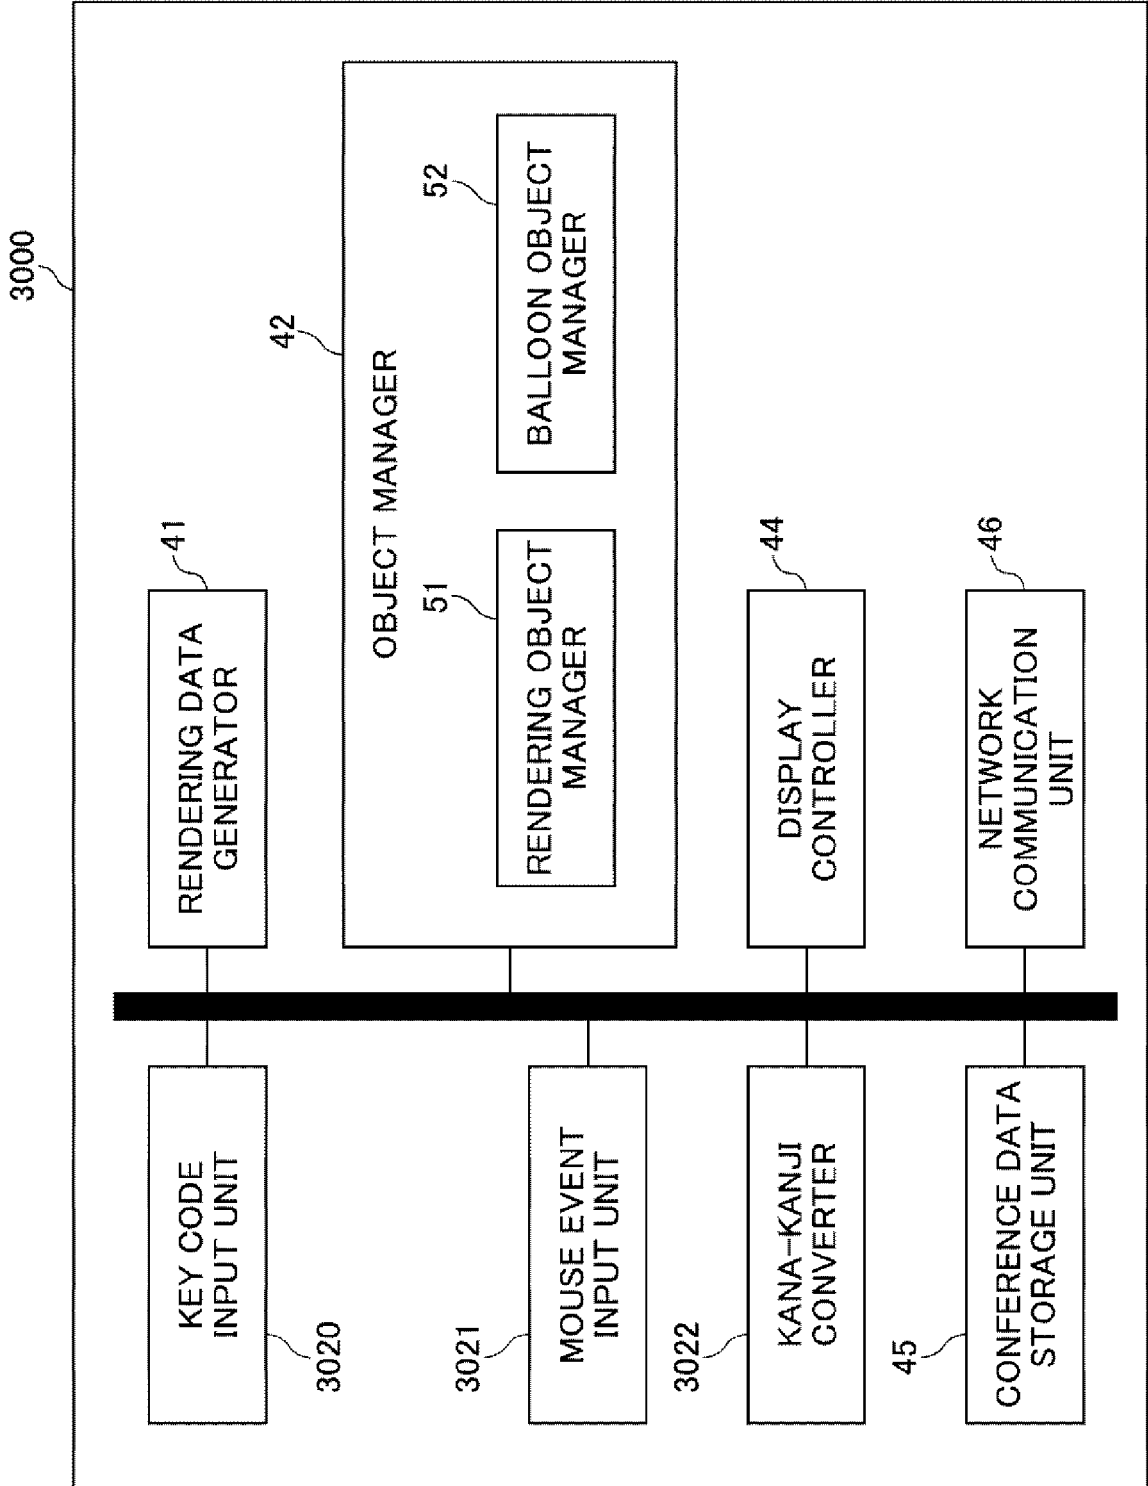 3000
KEY CODE
INPUT UNIT
3020
MOUSE EVENT
INPUT UNIT
3021
KANA-KANJI
CONVERTER
3022
CONFERENCE DATA
STORAGE UNIT
45
RENDERING DATA
GENERATOR
41
OBJECT MANAGER
42
RENDERING OBJECT
MANAGER
51
BALLOON OBJECT
MANAGER
52
DISPLAY
CONTROLLER
44
NETWORK
COMMUNICATION
UNIT
46